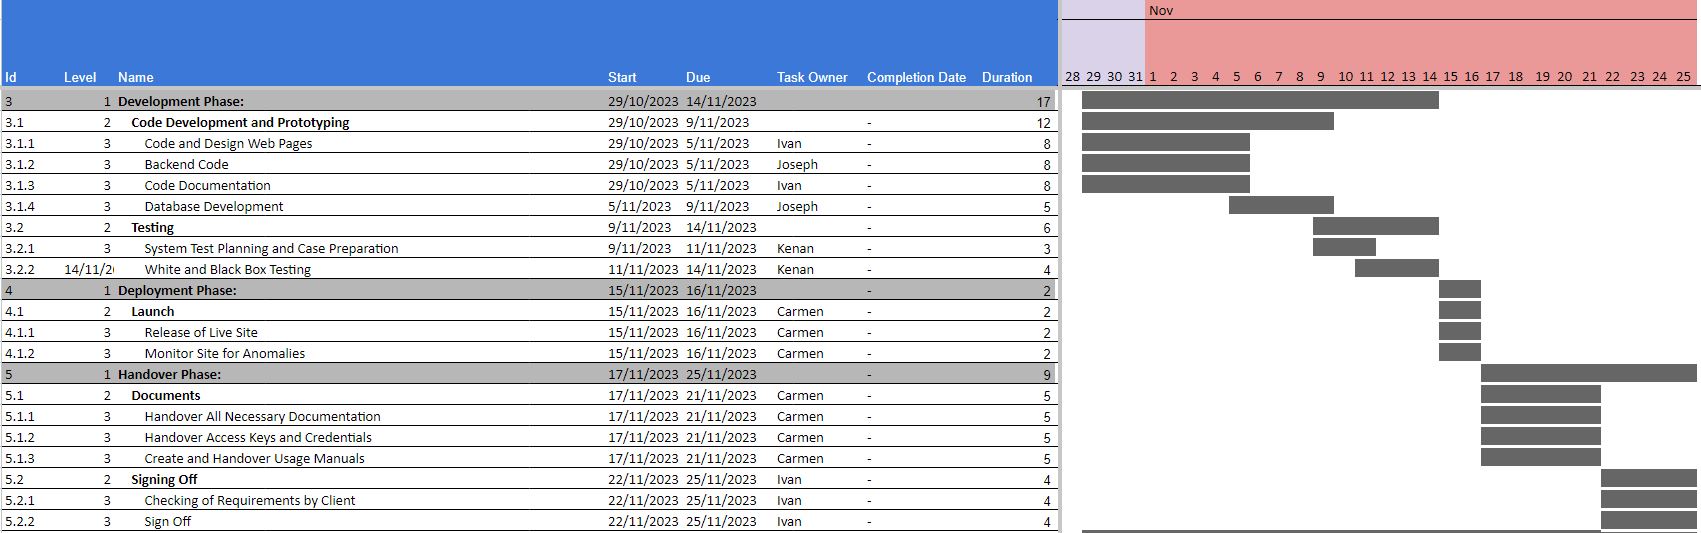 Nov
Id Level Name Start Due Task Owner Completion Date Duration 28 29 30 31 1 2 3 4 5 6 7 8 9 10 11 12 13 14 15 16 17 18 19 20 21 22 23 24 25
3 1 Development Phase: 29/10/2023 14/11/2023 17
3.1 2 Code Development and Prototyping 29/10/2023 9/11/2023 - 12
3.1.1 3 Code and Design Web Pages 29/10/2023 5/11/2023 Ivan - 8
3.1.2 3 Backend Code 29/10/2023 5/11/2023 Joseph - 8
3.1.3 3 Code Documentation 29/10/2023 5/11/2023 Ivan - 8
3.1.4 3 Database Development 5/11/2023 9/11/2023 Joseph - 5
3.2 2 Testing 9/11/2023 14/11/2023 - 6
3.2.1 3 System Test Planning and Case Preparation 9/11/2023 11/11/2023 Kenan - 3
3.2.2 14/11/20 White and Black Box Testing 11/11/2023 14/11/2023 Kenan - 4
4 1 Deployment Phase: 15/11/2023 16/11/2023 - 2
4.1 2 Launch 15/11/2023 16/11/2023 Carmen - 2
4.1.1 3 Release of Live Site 15/11/2023 16/11/2023 Carmen - 2
4.1.2 3 Monitor Site for Anomalies 15/11/2023 16/11/2023 Carmen - 2
5 1 Handover Phase: 17/11/2023 25/11/2023 - 9
5.1 2 Documents 17/11/2023 21/11/2023 Carmen - 5
5.1.1 3 Handover All Necessary Documentation 17/11/2023 21/11/2023 Carmen - 5
5.1.2 3 Handover Access Keys and Credentials 17/11/2023 21/11/2023 Carmen - 5
5.1.3 3 Create and Handover Usage Manuals 17/11/2023 21/11/2023 Carmen - 5
5.2 2 Signing Off 22/11/2023 25/11/2023 Ivan - 4
5.2.1 3 Checking of Requirements by Client 22/11/2023 25/11/2023 Ivan - 4
5.2.2 3 Sign Off 22/11/2023 25/11/2023 Ivan - 4